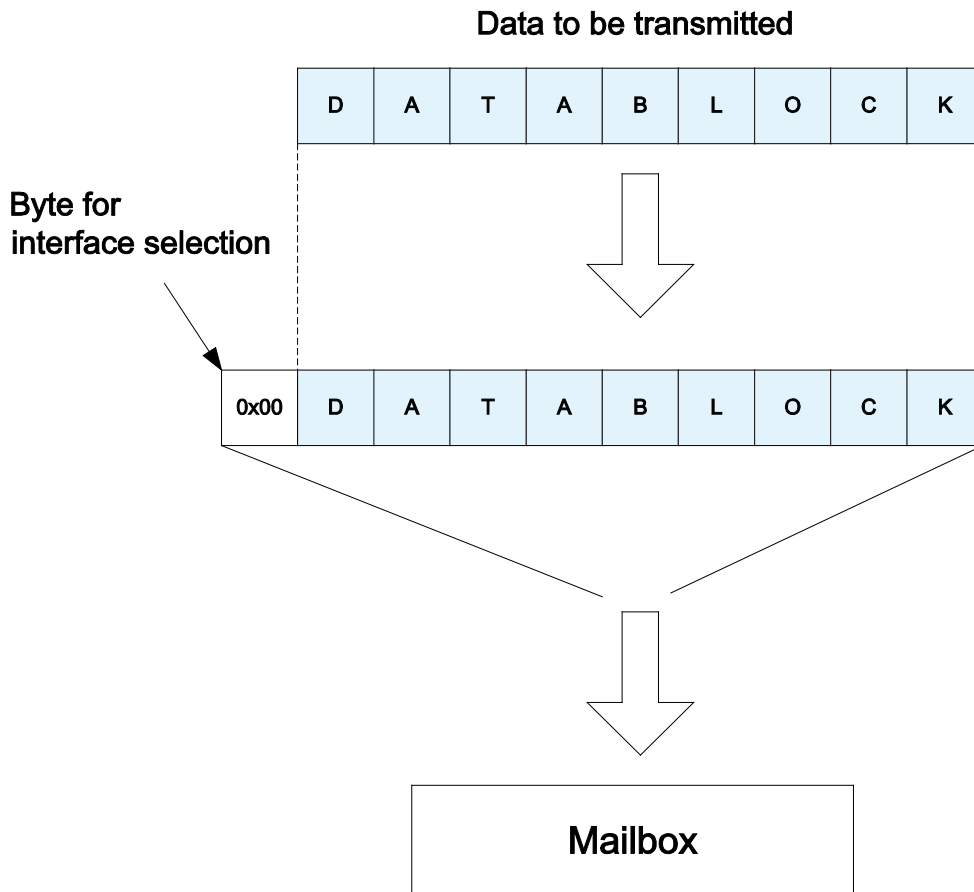 Data to be transmitted
D A T A B L O C K
Byte for
interface selection
0x00 D A T A B L O C K
Mailbox